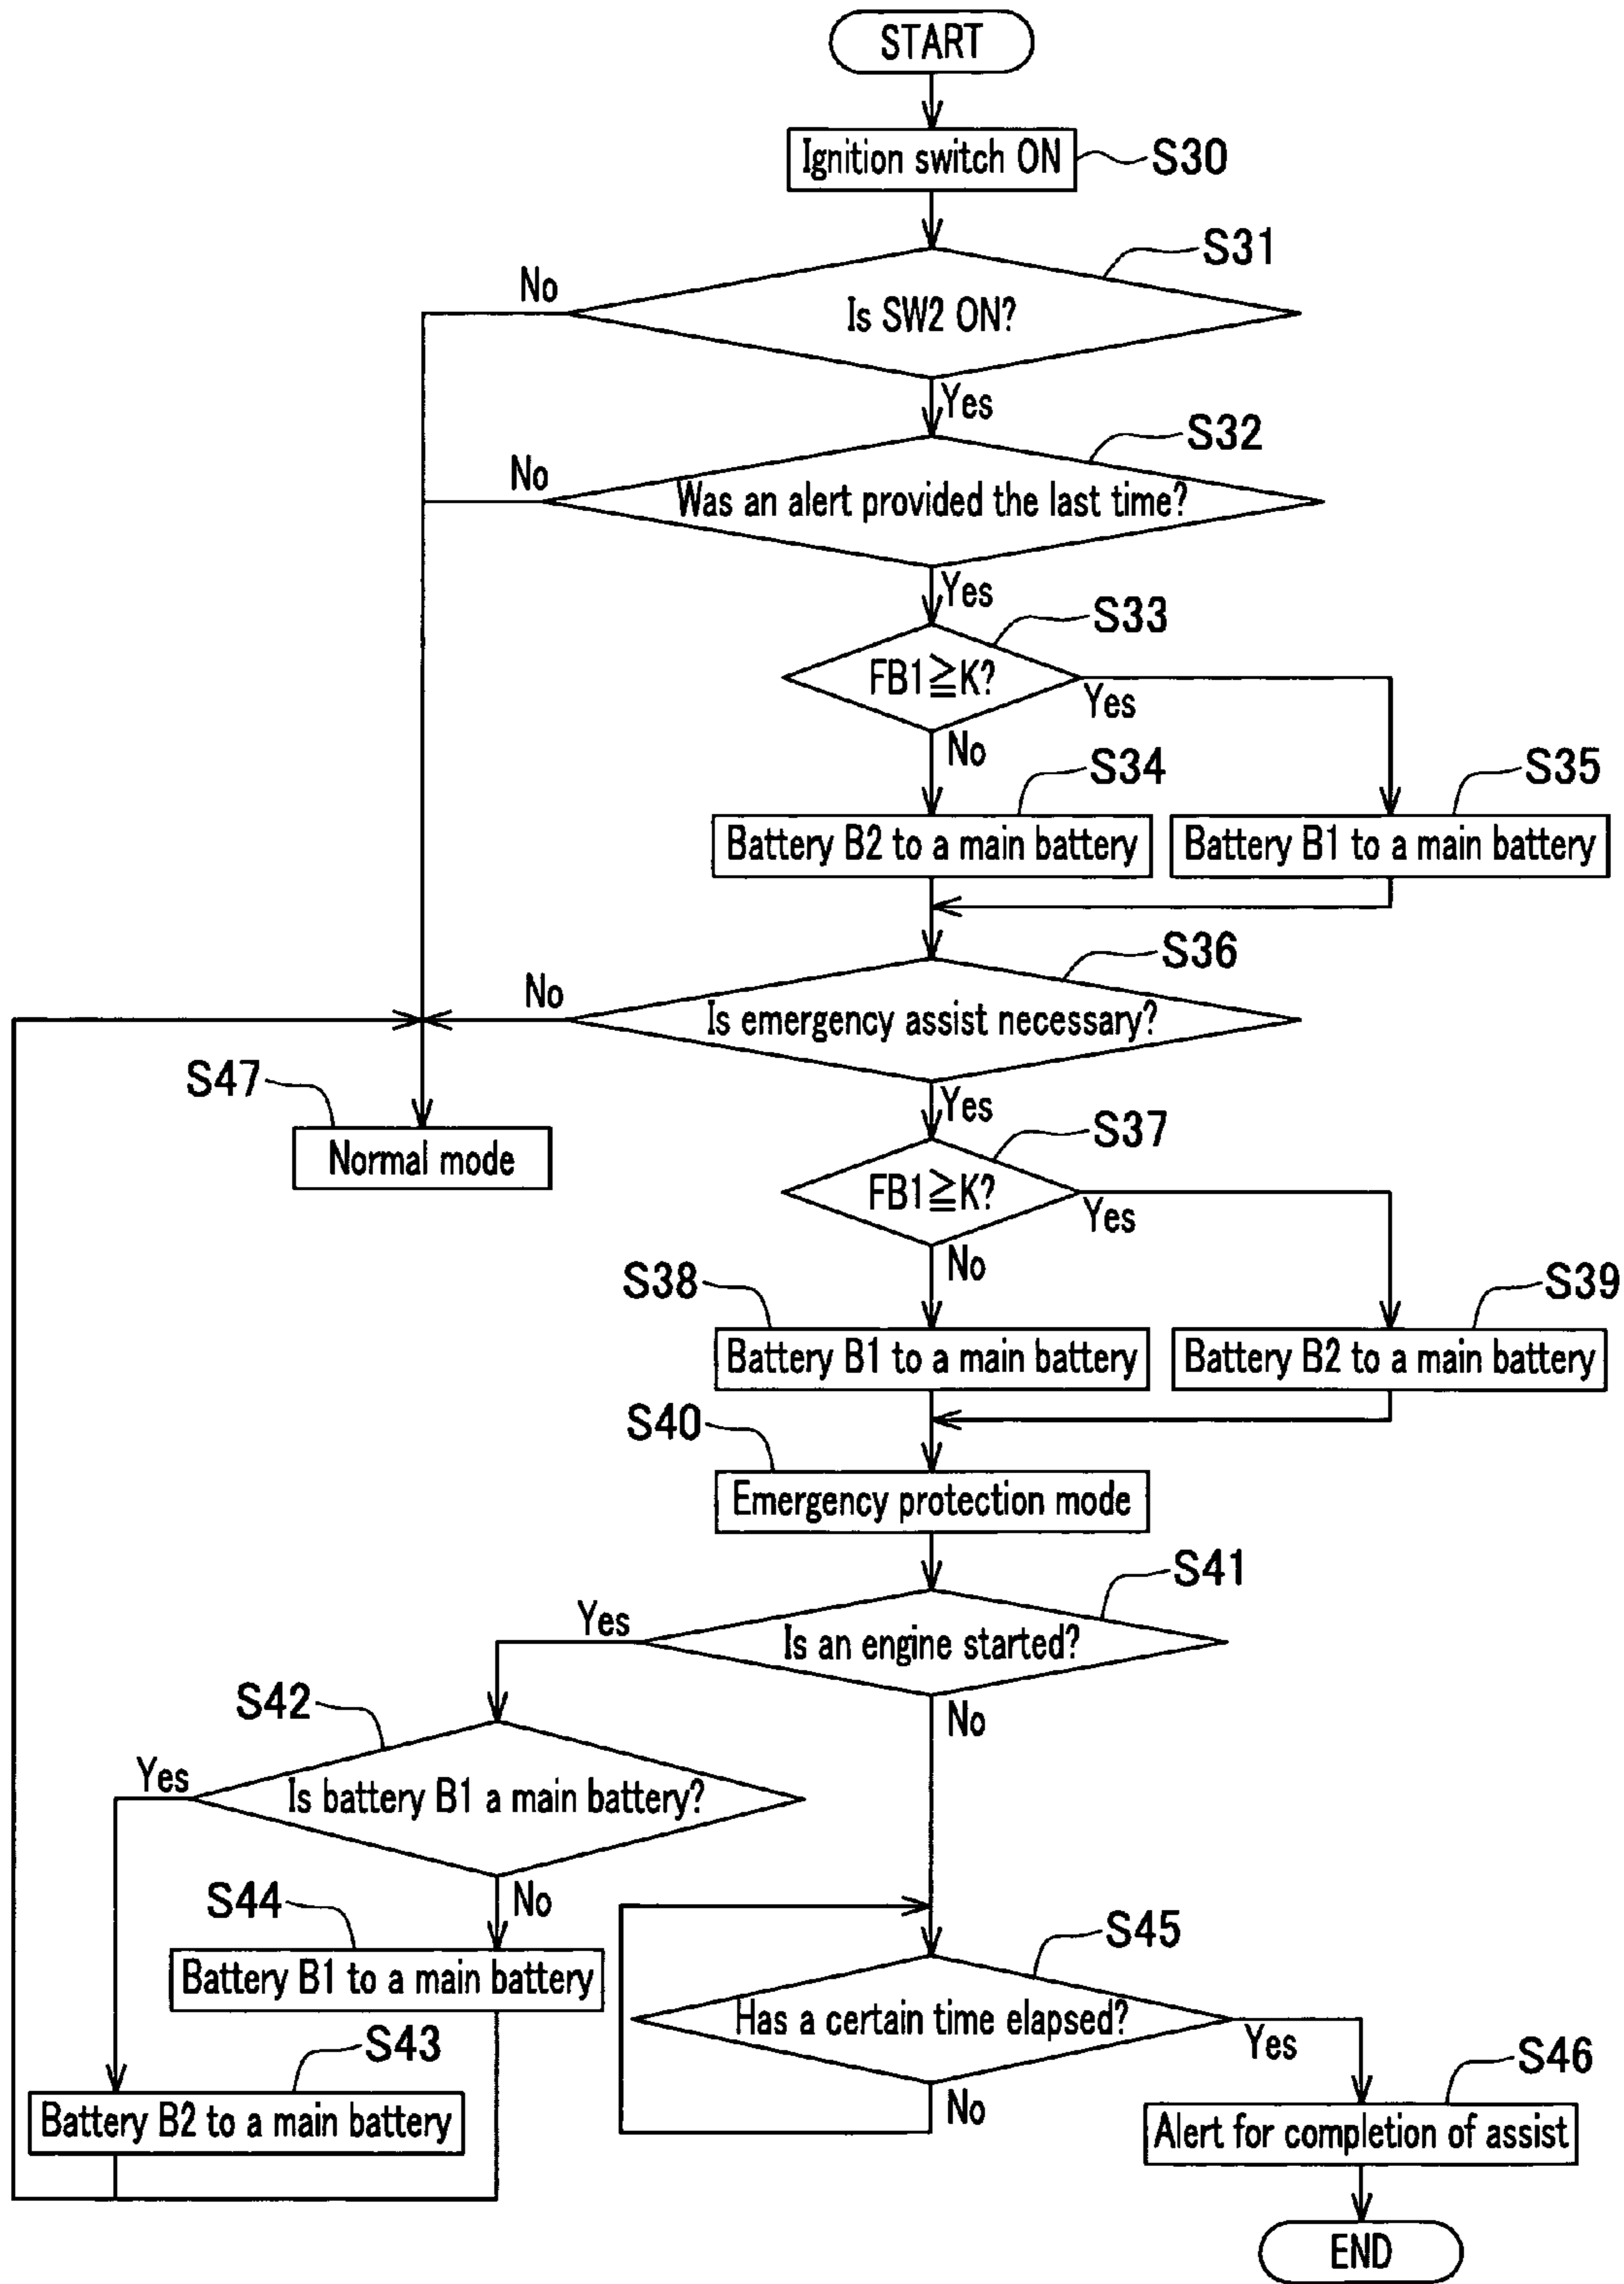 START
Ignition switch ON
S30
S31
No
Is SW2 ON?
Yes
S32
No
Was an alert provided the last time?
Yes
S33
FB1≧K?
Yes
No
S34
S35
Battery B2 to a main battery
Battery B1 to a main battery
S36
No
Is emergency assist necessary?
S47
Yes
Normal mode
S37
FB1≧K?
Yes
No
S38
S39
Battery B1 to a main battery
Battery B2 to a main battery
S40
Emergency protection mode
S41
Yes
Is an engine started?
S42
No
Yes
Is battery B1 a main battery?
S44
No
S45
Battery B1 to a main battery
Has a certain time elapsed?
Yes
S43
S46
No
Battery B2 to a main battery
Alert for completion of assist
END